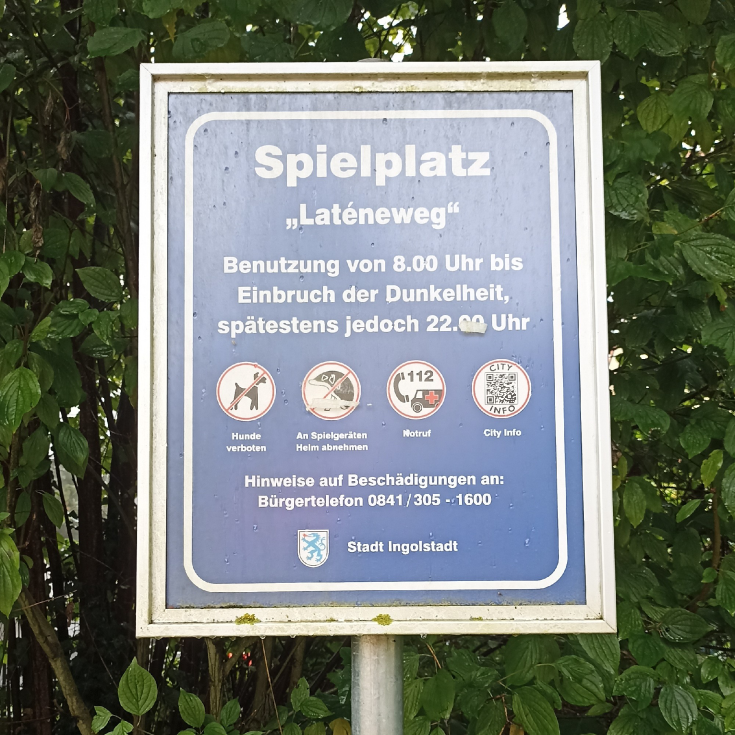 Spielplatz
„Laténeweg“
Benutzung von 8.00 Uhr bis
Einbruch der Dunkelheit,
spätestens jedoch 22.00 Uhr
112
CITY
INFO
Hunde
verboten
An Spielgeräten
Helm abnehmen
Notruf
City Info
Hinweise auf Beschädigungen an:
Bürgertelefon 0841/305 - 1600
Stadt Ingolstadt